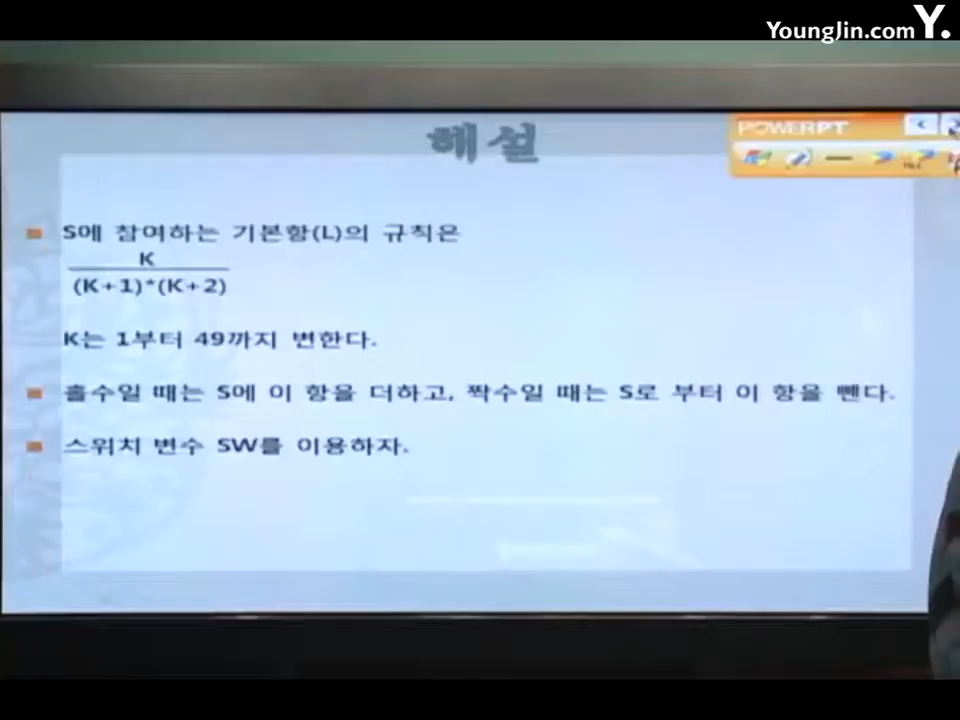 YoungJin.com Y.
해설
POWERPT
S에 참여하는 기본항(L)의 규칙은
K
(K+1)*(K+2)
K는 1부터 49까지 변한다.
홀수일 때는 S에 이 항을 더하고, 짝수일 때는 S로 부터 이 항을 뺀다.
스위치 변수 SW를 이용하자.